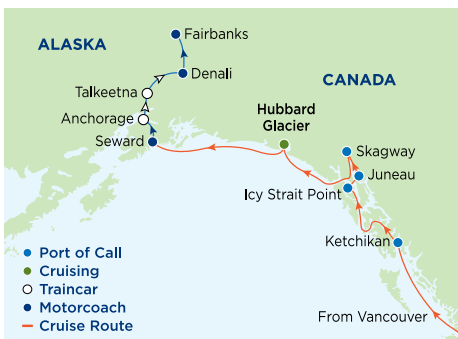 Fairbanks
ALASKA
Denali
CANADA
Talkeetna
Hubbard
Glacier
Anchorage
Seward
Skagway
Juneau
Icy Strait Point
Ketchikan
Port of Call
Cruising
Traincar
Motorcoach
Cruise Route
From Vancouver